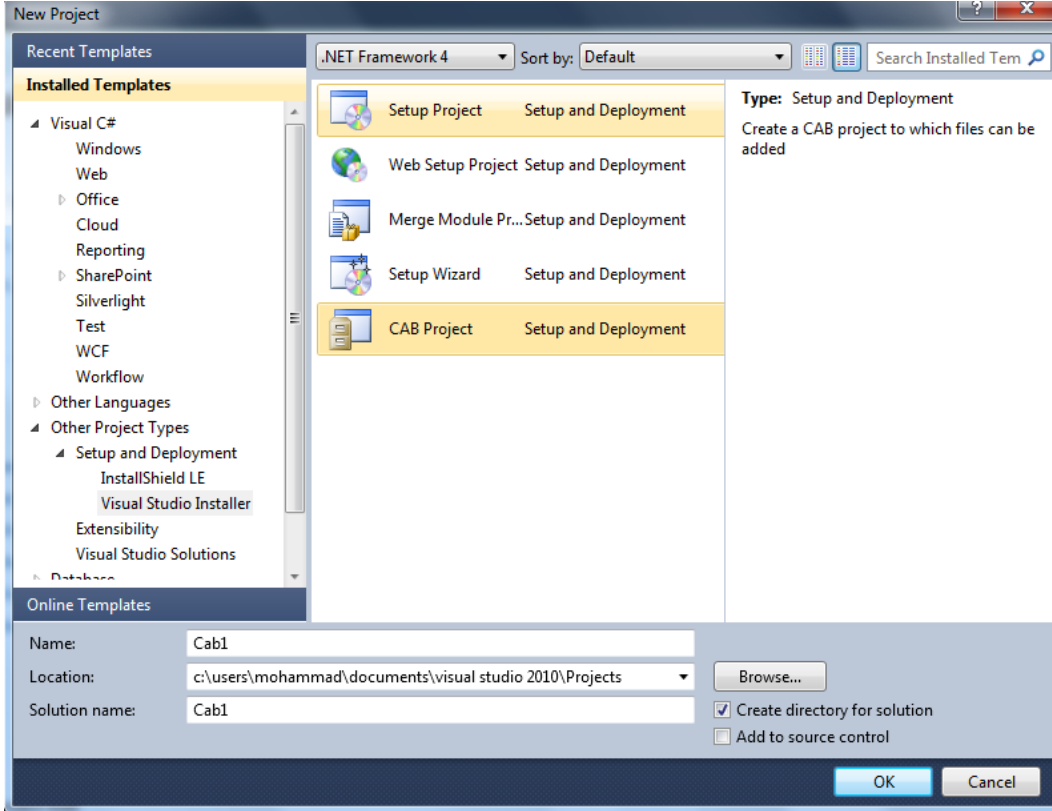 New Project
?
X
Recent Templates
Installed Templates
Visual C#
Windows
Web
Office
Cloud
Reporting
SharePoint
Silverlight
Test
WCF
Workflow
Other Languages
Other Project Types
Setup and Deployment
InstallShield LE
Visual Studio Installer
Extensibility
Visual Studio Solutions
Database
Online Templates
.NET Framework 4 Sort by: Default
Search Installed Tem
Setup Project Setup and Deployment
Web Setup Project Setup and Deployment
Merge Module Pr... Setup and Deployment
Setup Wizard Setup and Deployment
CAB Project Setup and Deployment
Type: Setup and Deployment
Create a CAB project to which files can be
added
Name: Cab1
Location: c:\users\mohammad\documents\visual studio 2010\Projects
Browse...
Solution name: Cab1
Create directory for solution
Add to source control
OK Cancel